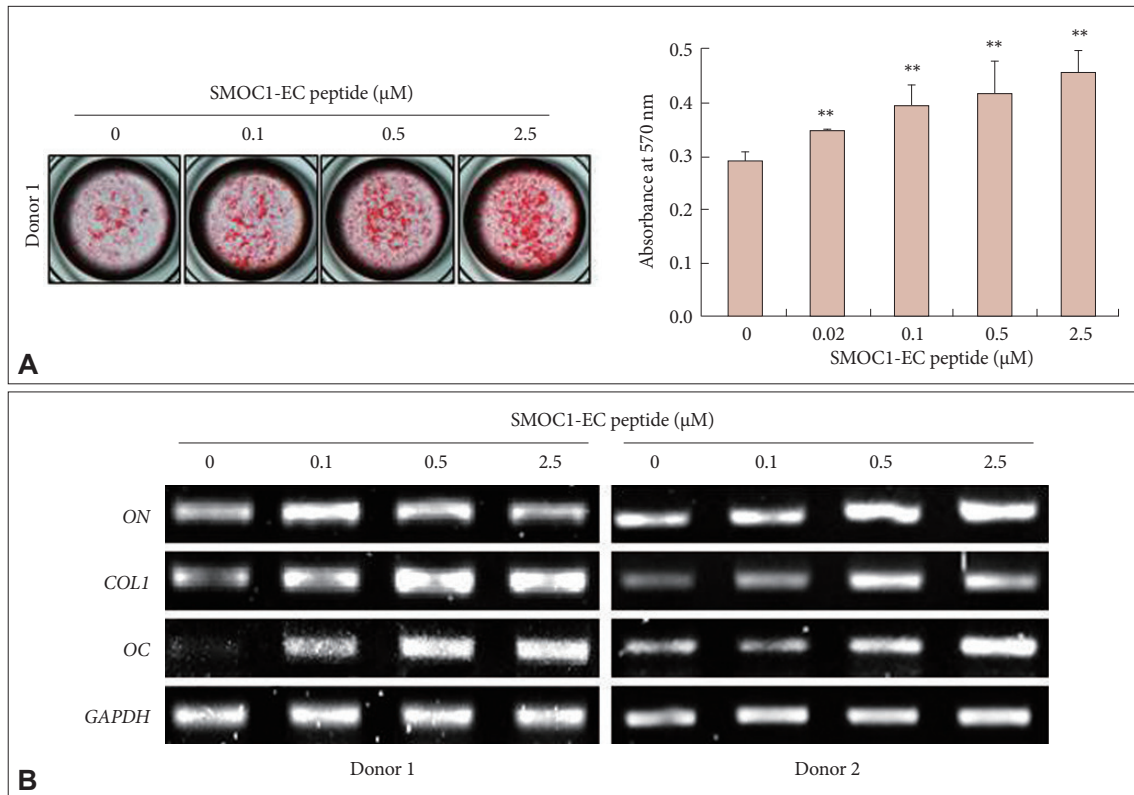 SMOC1-EC peptide (μM)
0 0.1 0.5 2.5
Donor 1
A
Absorbance at 570 nm
0.5
0.4
0.3
0.2
0.1
0.0
** ** ** **
0 0.02 0.1 0.5 2.5
SMOC1-EC peptide (μM)
SMOC1-EC peptide (μM)
0 0.1 0.5 2.5 0 0.1 0.5 2.5
ON
COL1
OC
GAPDH
Donor 1 Donor 2
B